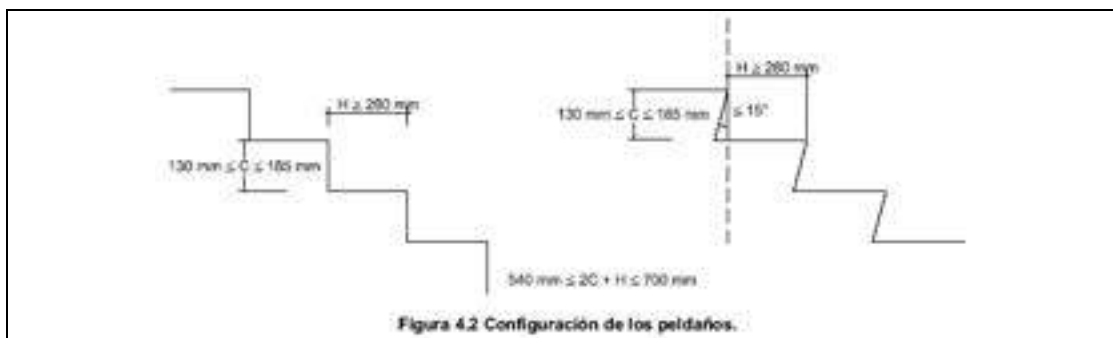 H ≥ 280 mm
130 mm ≤ C ≤ 185 mm
H ≥ 280 mm
130 mm ≤ C ≤ 185 mm
≤ 15°
540 mm ≤ 2C + H ≤ 700 mm
Figura 4.2 Configuración de los peldaños.